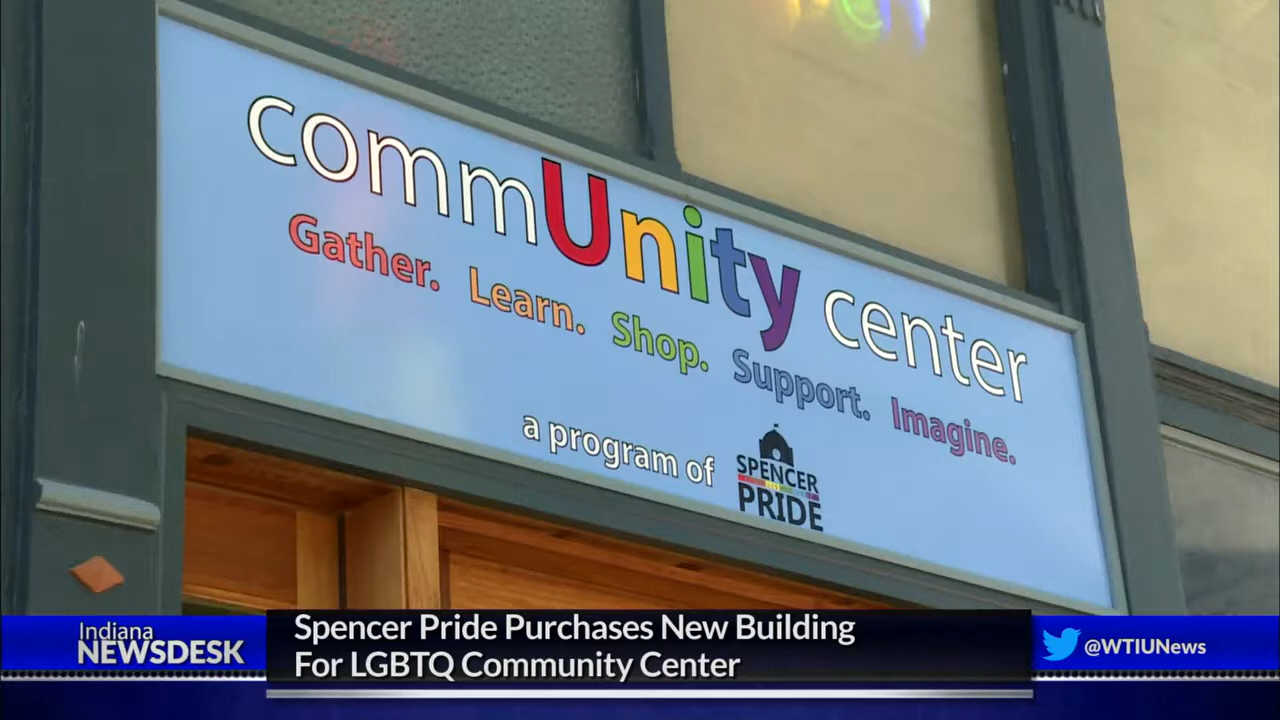 commUnity center
Gather. Learn. Shop. Support. Imagine.
a program of
SPENCER
PRIDE
Indiana
NEWSDESK
Spencer Pride Purchases New Building
For LGBTQ Community Center
@WTIUNews